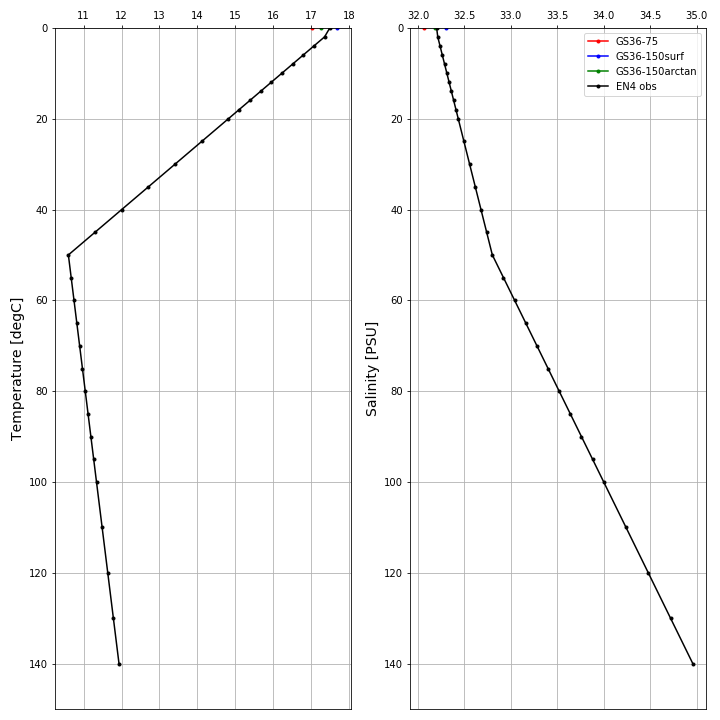 11 12 13 14 15 16 17 18
0
20
40
60
80
100
120
140
Temperature [degC]
32.0 32.5 33.0 33.5 34.0 34.5 35.0
0
20
40
60
80
100
120
140
Salinity [PSU]
GS36-75
GS36-150surf
GS36-150arctan
EN4 obs